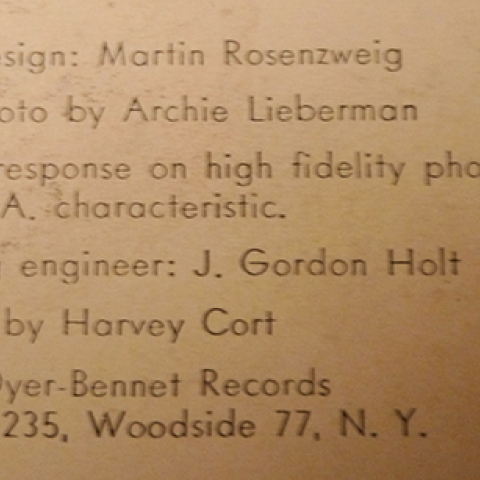 esign: Martin Rosenzweig
oto by Archie Lieberman
response on high fidelity pho
A. characteristic.
engineer: J. Gordon Holt
by Harvey Cort
Dyer-Bennet Records
235, Woodside 77, N. Y.